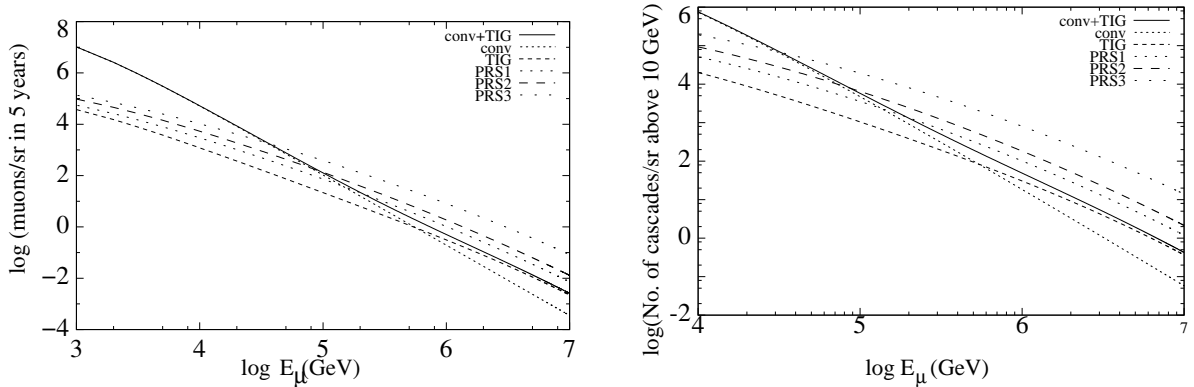 8
6
4
2
0
−2
−4
3
4
5
6
7
log (muons/sr in 5 years)
log E_μ (GeV)
conv+TIG
conv
TIG
PRS1
PRS2
PRS3
6
4
2
0
-2
4
5
6
7
log(No. of cascades/sr above 10 GeV)
log E_μ (GeV)
conv+TIG
conv
TIG
PRS1
PRS2
PRS3